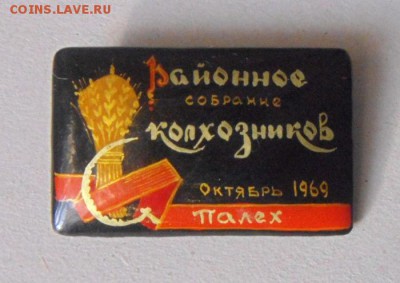 COINS.LAVE.RU
Районное
собрание
колхозников
Октябрь 1969
Палех